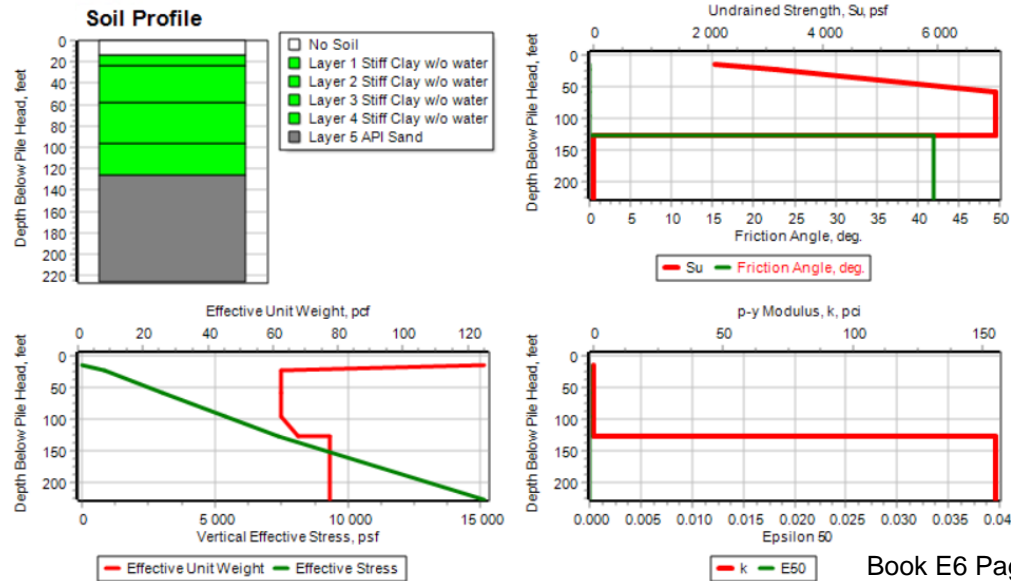 Soil Profile
0
20
40
60
80
100
120
140
160
180
200
220
Depth Below Pile Head, feet
No Soil
Layer 1 Stiff Clay w/o water
Layer 2 Stiff Clay w/o water
Layer 3 Stiff Clay w/o water
Layer 4 Stiff Clay w/o water
Layer 5 API Sand
Undrained Strength, Su, psf
0 2 000 4 000 6 000
0
50
100
150
200
Depth Below Pile Head, feet
0 5 10 15 20 25 30 35 40 45 50
Friction Angle, deg.
Su Friction Angle, deg.
Effective Unit Weight, pcf
0 20 40 60 80 100 120
0
50
100
150
200
Depth Below Pile Head, feet
0 5 000 10 000 15 000
Vertical Effective Stress, psf
Effective Unit Weight Effective Stress
p-y Modulus, k, pci
0 50 100 150
0
50
100
150
200
Depth Below Pile Head, feet
0.000 0.005 0.010 0.015 0.020 0.025 0.030 0.035 0.04
Epsilon 50
k E50
Book E6 Pag